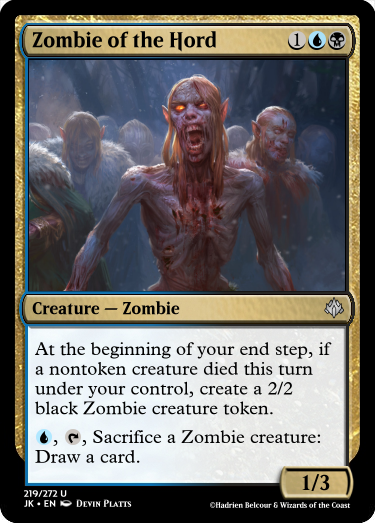 Zombie of the Hord 1
Creature — Zombie
At the beginning of your end step, if
a nontoken creature died this turn
under your control, create a 2/2
black Zombie creature token.
, , Sacrifice a Zombie creature:
Draw a card.
1/3
219/272 U
JK • EN Devin Platts
©Hadrien Belcour & Wizards of the Coast